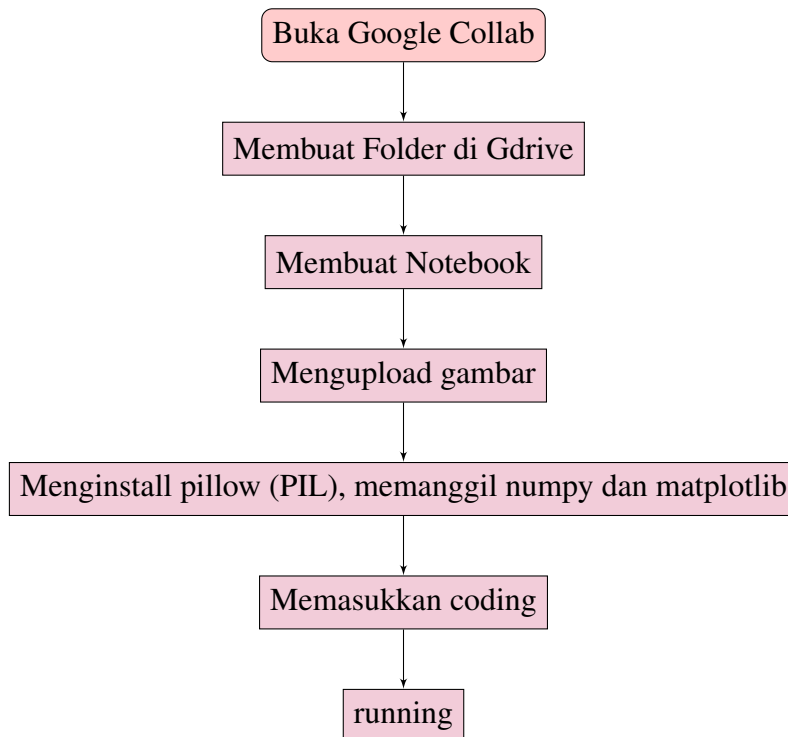 Buka Google Collab
Membuat Folder di Gdrive
Membuat Notebook
Mengupload gambar
Menginstall pillow (PIL), memanggil numpy dan matplotlib
Memasukkan coding
running